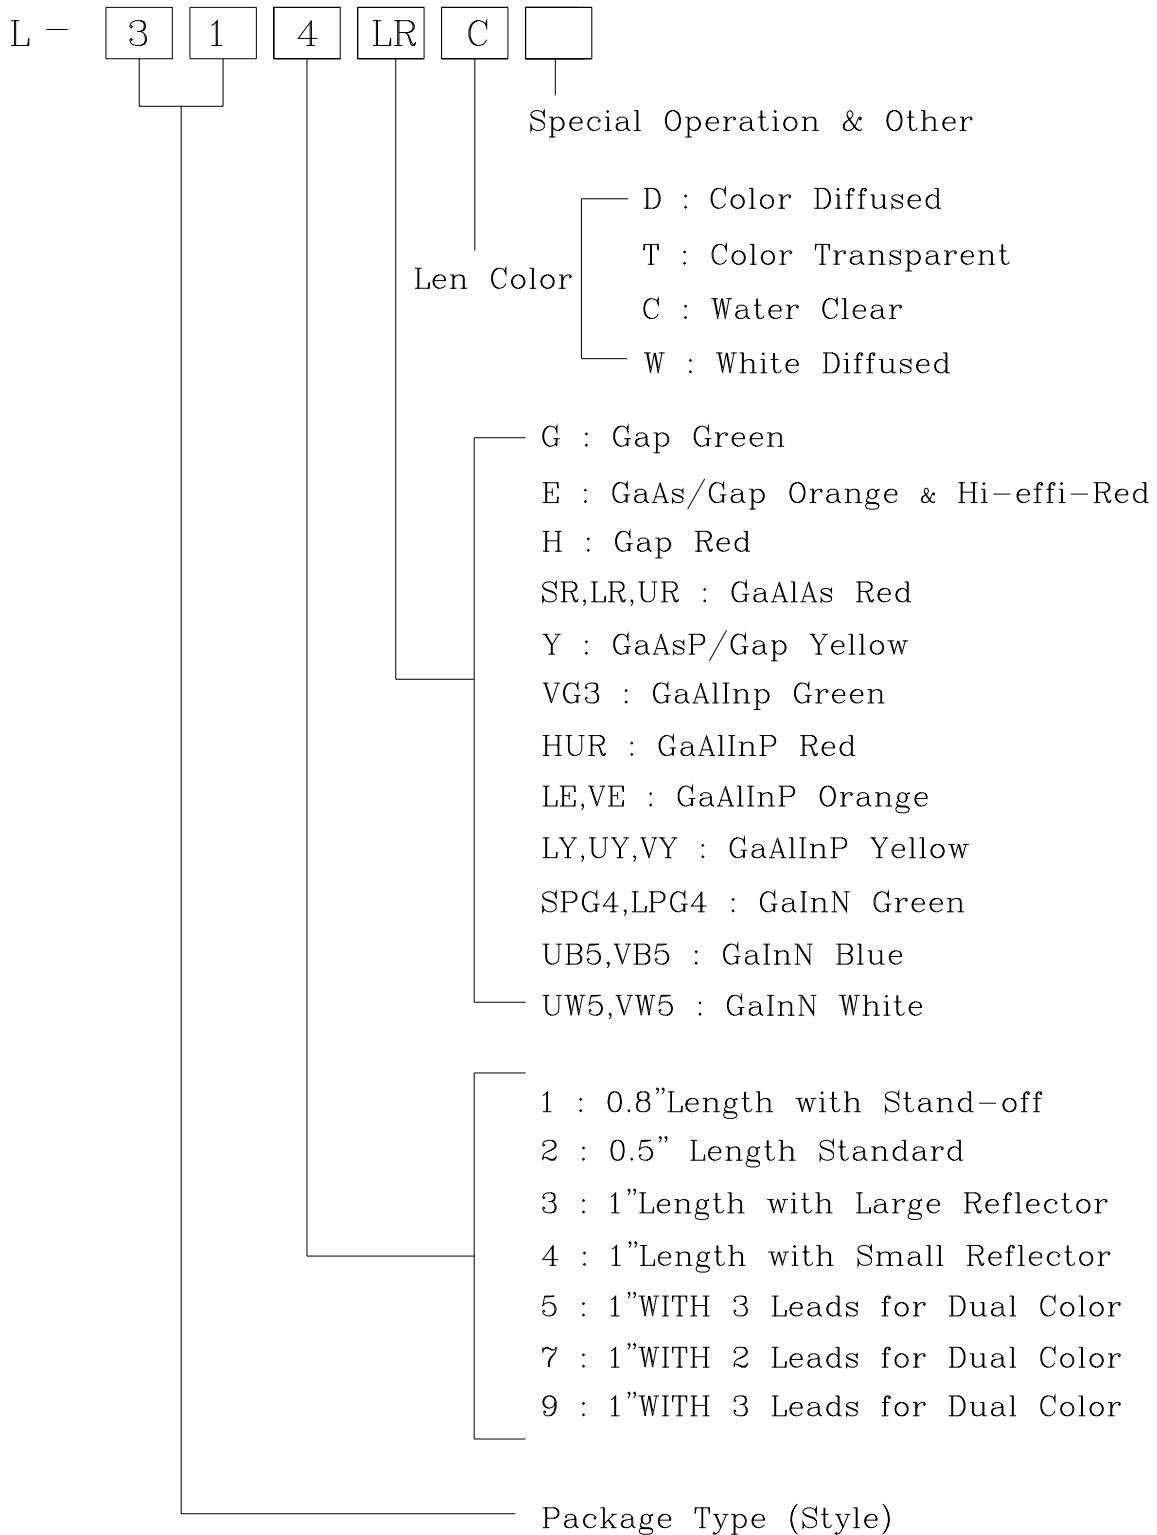 L- 3 1 4 LR C
Special Operation & Other
D : Color Diffused
T : Color Transparent
Len Color
C : Water Clear
W : White Diffused
G : Gap Green
E : GaAs/Gap Orange & Hi-effi-Red
H : Gap Red
SR,LR,UR : GaAlAs Red
Y : GaAsP/Gap Yellow
VG3 : GaAlInp Green
HUR : GaAlInP Red
LE,VE : GaAlInP Orange
LY,UY,VY : GaAlInP Yellow
SPG4,LPG4 : GaInN Green
UB5,VB5 : GaInN Blue
UW5,VW5 : GaInN White
1 : 0.8"Length with Stand-off
2 : 0.5" Length Standard
3 : 1"Length with Large Reflector
4 : 1"Length with Small Reflector
5 : 1"WITH 3 Leads for Dual Color
7 : 1"WITH 2 Leads for Dual Color
9 : 1"WITH 3 Leads for Dual Color
Package Type (Style)